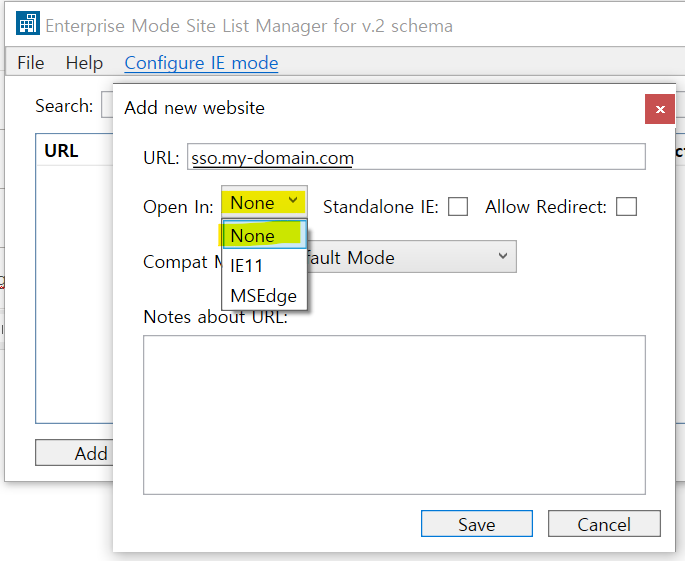 Enterprise Mode Site List Manager for v.2 schema
File Help Configure IE mode
Search:
Add new website
URL
URL: sso.my-domain.com
Open In: None Standalone IE: Allow Redirect:
None
Compat M fault Mode
IE11
MSEdge
Notes about URL:
Add
Save Cancel